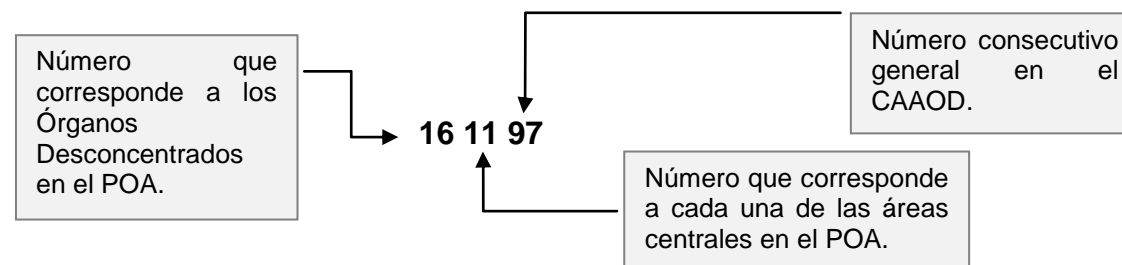 Número que
corresponde a los
Órganos
Desconcentrados
en el POA.
Número consecutivo
general en el
CAAOD.
16 11 97
Número que corresponde
a cada una de las áreas
centrales en el POA.